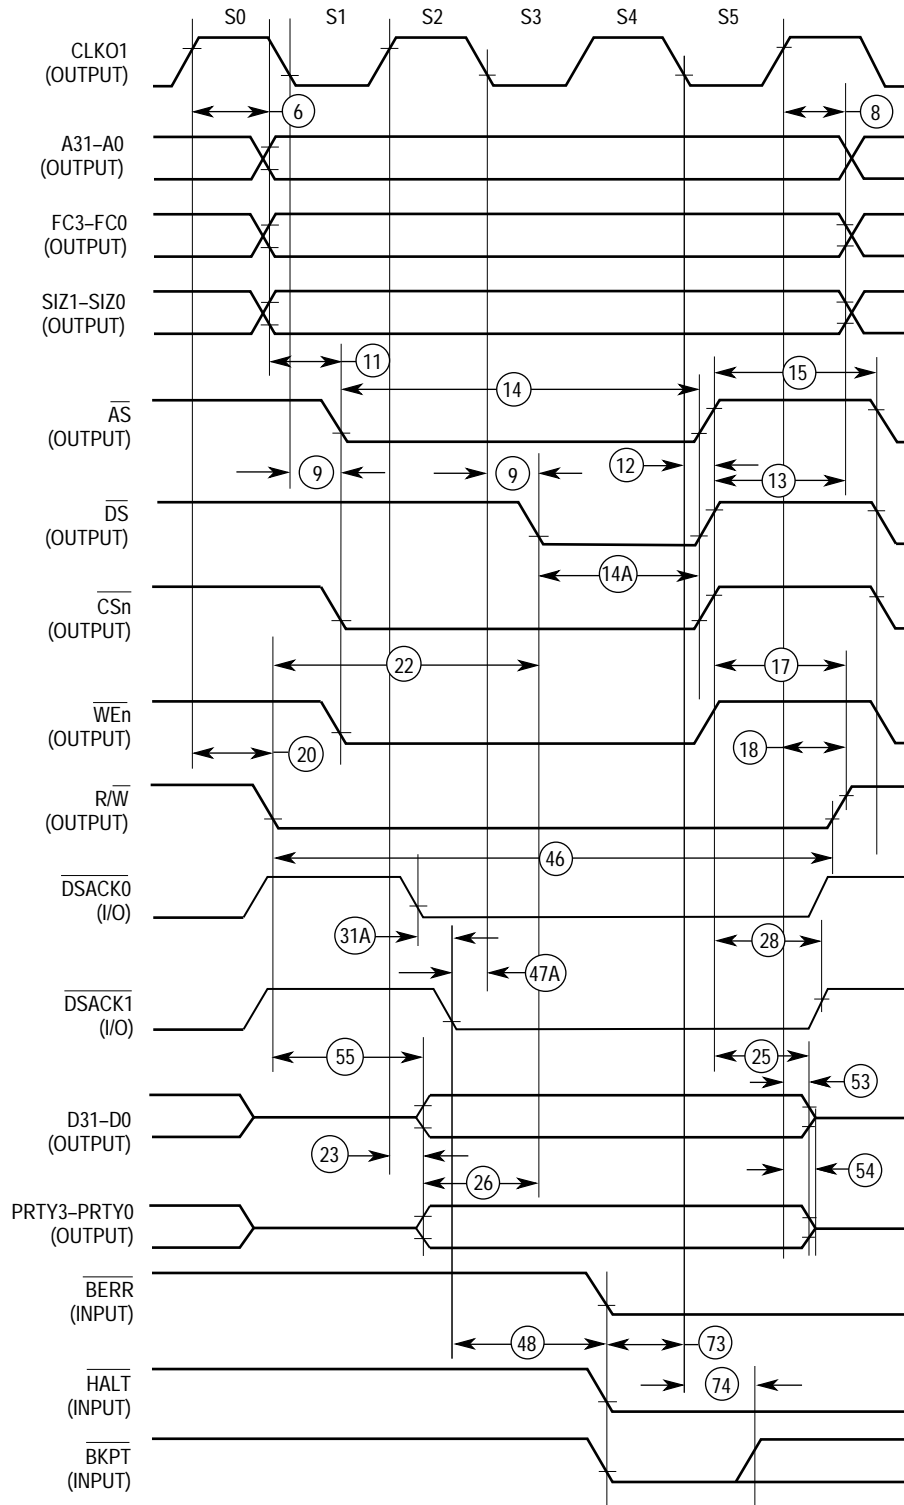 S0 S1 S2 S3 S4 S5
CLKO1
(OUTPUT)
6 8
A31–A0
(OUTPUT)
FC3–FC0
(OUTPUT)
SIZ1–SIZ0
(OUTPUT)
11
14 15
AS
(OUTPUT)
9 9 12 13
DS
(OUTPUT)
14A
CSn
(OUTPUT)
22 17
WEn
(OUTPUT)
20 18
R/W
(OUTPUT)
46
DSACK0
(I/O)
31A 28
47A
DSACK1
(I/O)
55 25
53
D31–D0
(OUTPUT)
23 54
26
PRTY3–PRTY0
(OUTPUT)
BERR
(INPUT)
48 73
HALT
(INPUT)
74
BKPT
(INPUT)